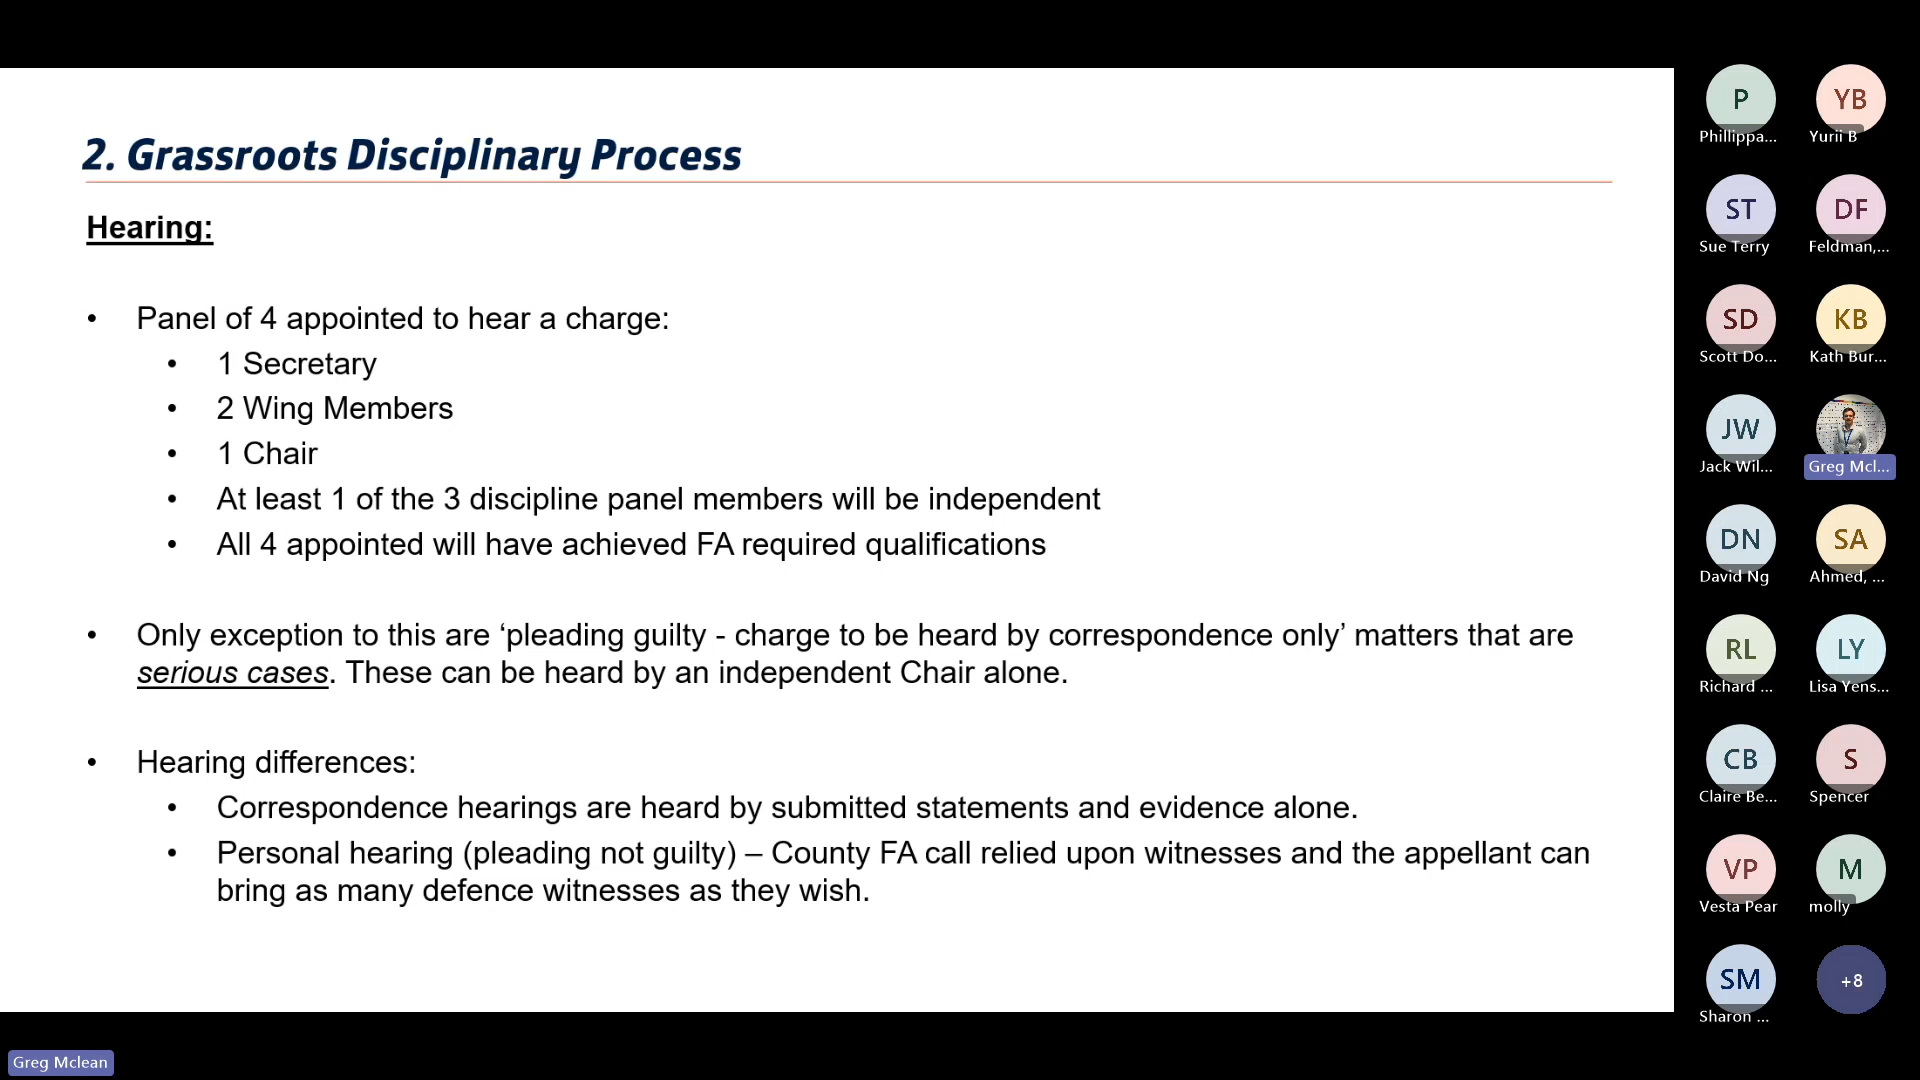 2. Grassroots Disciplinary Process
Hearing:
• Panel of 4 appointed to hear a charge:
• 1 Secretary
• 2 Wing Members
• 1 Chair
• At least 1 of the 3 discipline panel members will be independent
• All 4 appointed will have achieved FA required qualifications
• Only exception to this are ‘pleading guilty - charge to be heard by correspondence only’ matters that are
serious cases. These can be heard by an independent Chair alone.
• Hearing differences:
• Correspondence hearings are heard by submitted statements and evidence alone.
• Personal hearing (pleading not guilty) – County FA call relied upon witnesses and the appellant can
bring as many defence witnesses as they wish.
P
Phillippa...
YB
Yurii B
ST
Sue Terry
DF
Feldman,...
SD
Scott Do...
KB
Kath Bur...
JW
Jack Wil...
Greg Mcl...
DN
David Ng
SA
Ahmed, ...
RL
Richard ...
LY
Lisa Yens...
CB
Claire Be...
S
Spencer
VP
Vesta Pear
M
molly
SM
Sharon ...
+8
Greg Mclean